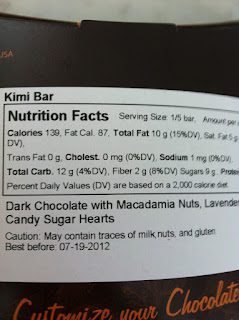 USA
Kimi Bar
Nutrition Facts Serving Size: 1/5 bar, Amount per
Calories 139, Fat Cal. 87, Total Fat 10 g (15%DV), Sat. Fat 5 g
DV),
Trans Fat 0 g, Cholest. 0 mg (0%DV), Sodium 1 mg (0%DV),
Total Carb. 12 g (4%DV), Fiber 2 g (8%DV) Sugars 9 g, Protein
Percent Daily Values (DV) are based on a 2,000 calorie diet.
Dark Chocolate with Macadamia Nuts, Lavender
Candy Sugar Hearts
Caution: May contain traces of milk,nuts, and gluten
Best before: 07-19-2012
Customize your Chocolate